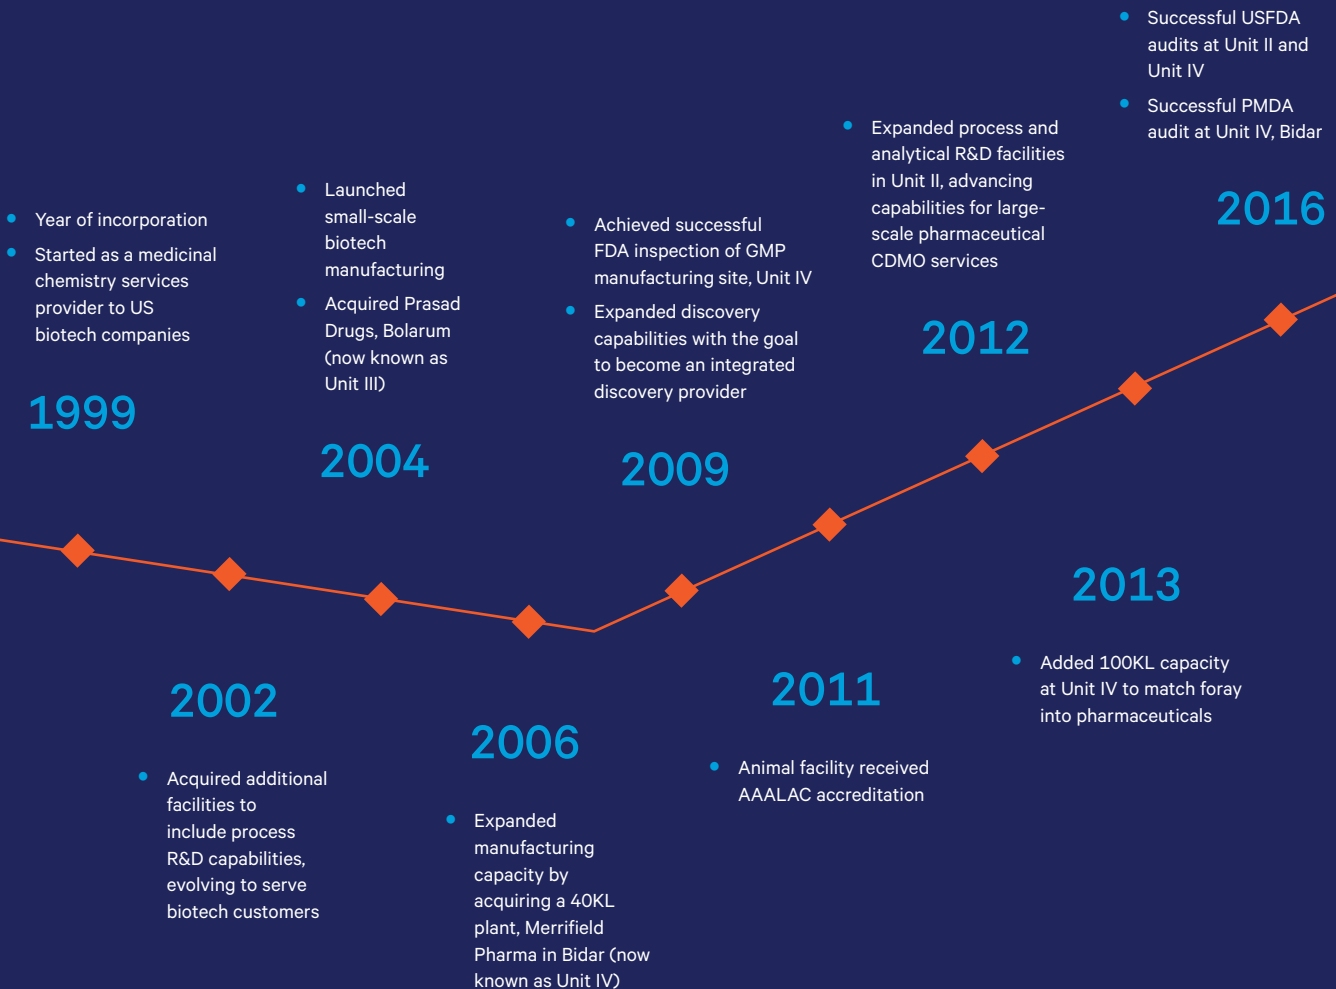 Year of incorporation
Started as a medicinal
chemistry services
provider to US
biotech companies
1999
Acquired additional
facilities to
include process
R&D capabilities,
evolving to serve
biotech customers
2002
Launched
small-scale
biotech
manufacturing
Acquired Prasad
Drugs, Bolarum
(now known as
Unit III)
2004
2006
Expanded
manufacturing
capacity by
acquiring a 40KL
plant, Merrifield
Pharma in Bidar (now
known as Unit IV)
Achieved successful
FDA inspection of GMP
manufacturing site, Unit IV
Expanded discovery
capabilities with the goal
to become an integrated
discovery provider
2009
2011
Animal facility received
AAALAC accreditation
Expanded process and
analytical R&D facilities
in Unit II, advancing
capabilities for large-
scale pharmaceutical
CDMO services
2012
2013
Added 100KL capacity
at Unit IV to match foray
into pharmaceuticals
Successful USFDA
audits at Unit II and
Unit IV
Successful PMDA
audit at Unit IV, Bidar
2016